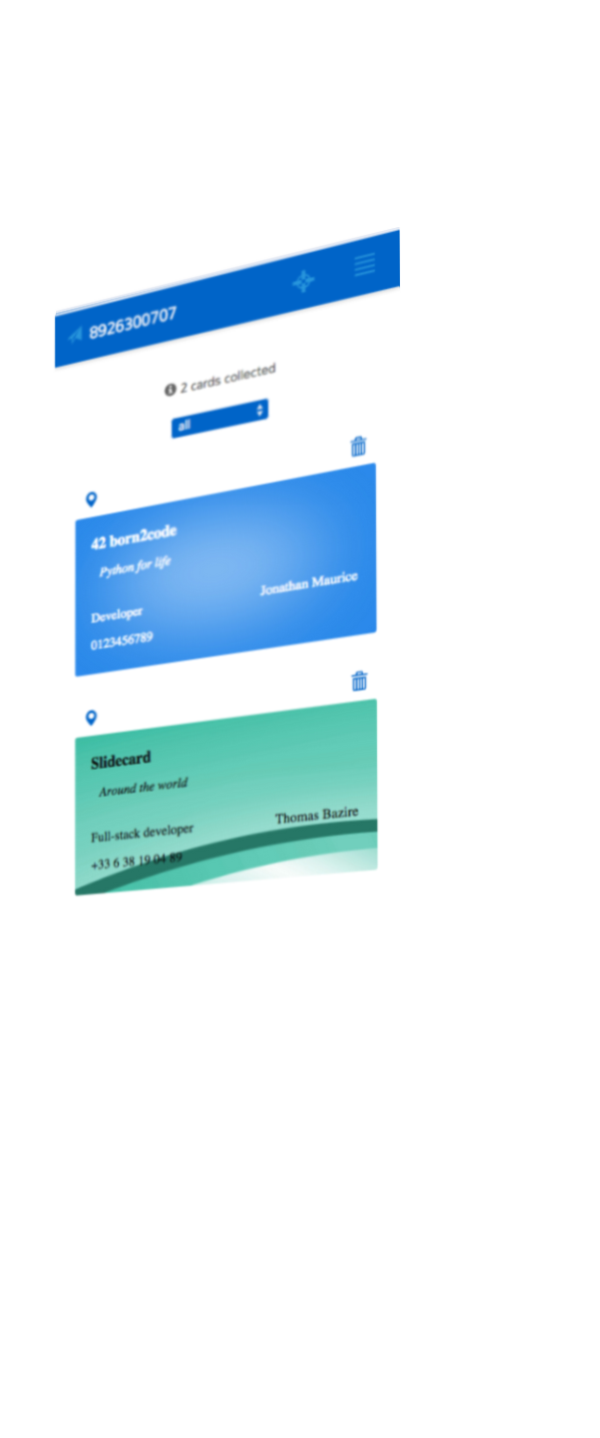 8926300707
2 cards collected
all
42 born2code
Python for life
Jonathan Maurice
Developer
0123456789
Slidecard
Around the world
Thomas Bazire
Full-stack developer
+33 6 38 19 04 89